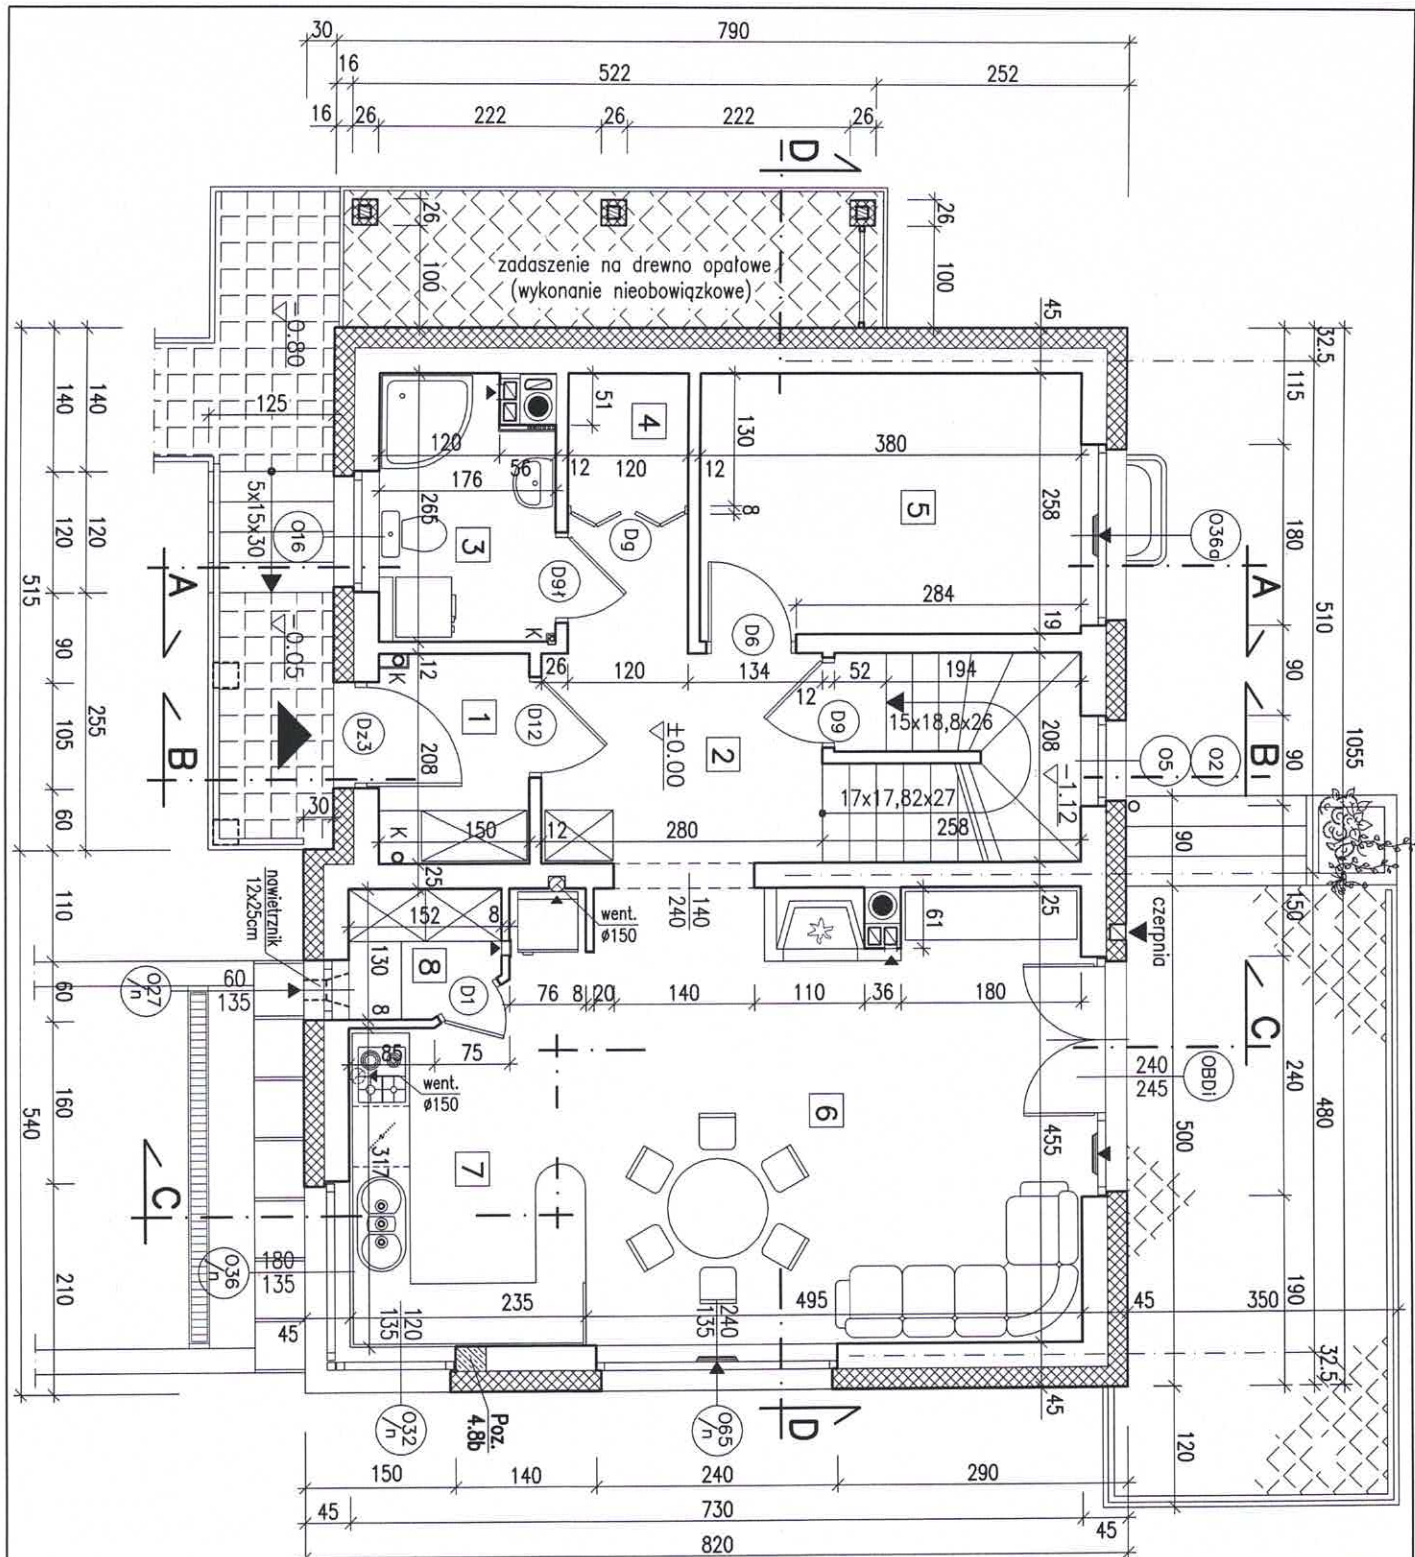 30
790
16
522
252
16
26
222
26
222
26
D
26
100
26
100
zadaszenie na drewno opałowe
(wykonanie nieobowiązkowe)
45
32.5
-0.80
115
140
140
125
51
4
130
380
120
56
12
120
12
176
265
3
5
258
8
5x15x30
O16
Dg
D9ł
O36a
180
120
120
510
A
A
515
284
D6
19
K
-0.05
90
90
12
K
26
120
134
52
194
12
1
D12
D9
15x18,8x26
Dz3
208
2
±0.00
208
O5
O2
B
B
105
255
90
-1.12
1055
17x17,82x27
30
60
K
150
12
280
258
90
25
25
nawietrznik
12x25cm
110
152
8
went.
ø150
140
240
61
czerpnia
150
130
8
D1
O27
/n
60
135
60
8
76
8
20
140
110
36
180
C
85
75
went.
ø150
240
245
OBDi
240
480
540
160
6
455
500
317
7
C
O36
/n
180
135
210
190
45
235
495
45
350
120
135
240
135
32.5
O32
/n
Poz.
4.8b
O65
/n
D
45
120
150
140
240
290
45
730
45
820